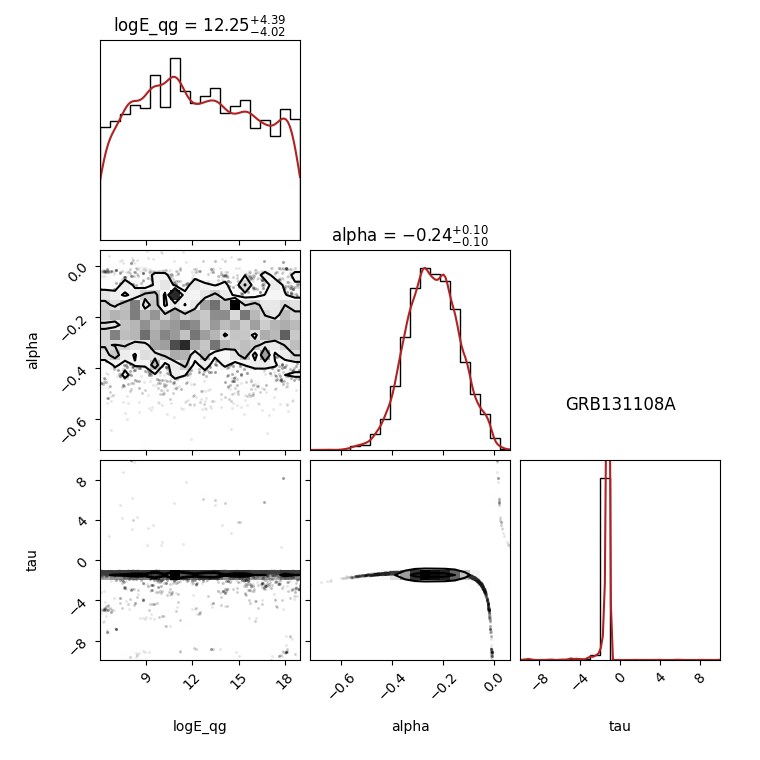 logE_qg = 12.25^{+4.39}_{−4.02}
alpha = −0.24^{+0.10}_{−0.10}
0.0
−0.2
−0.4
−0.6
alpha
GRB131108A
8
4
0
−4
−8
tau
9 12 15 18
−0.6 −0.4 −0.2 0.0
−8 −4 0 4 8
logE_qg alpha tau